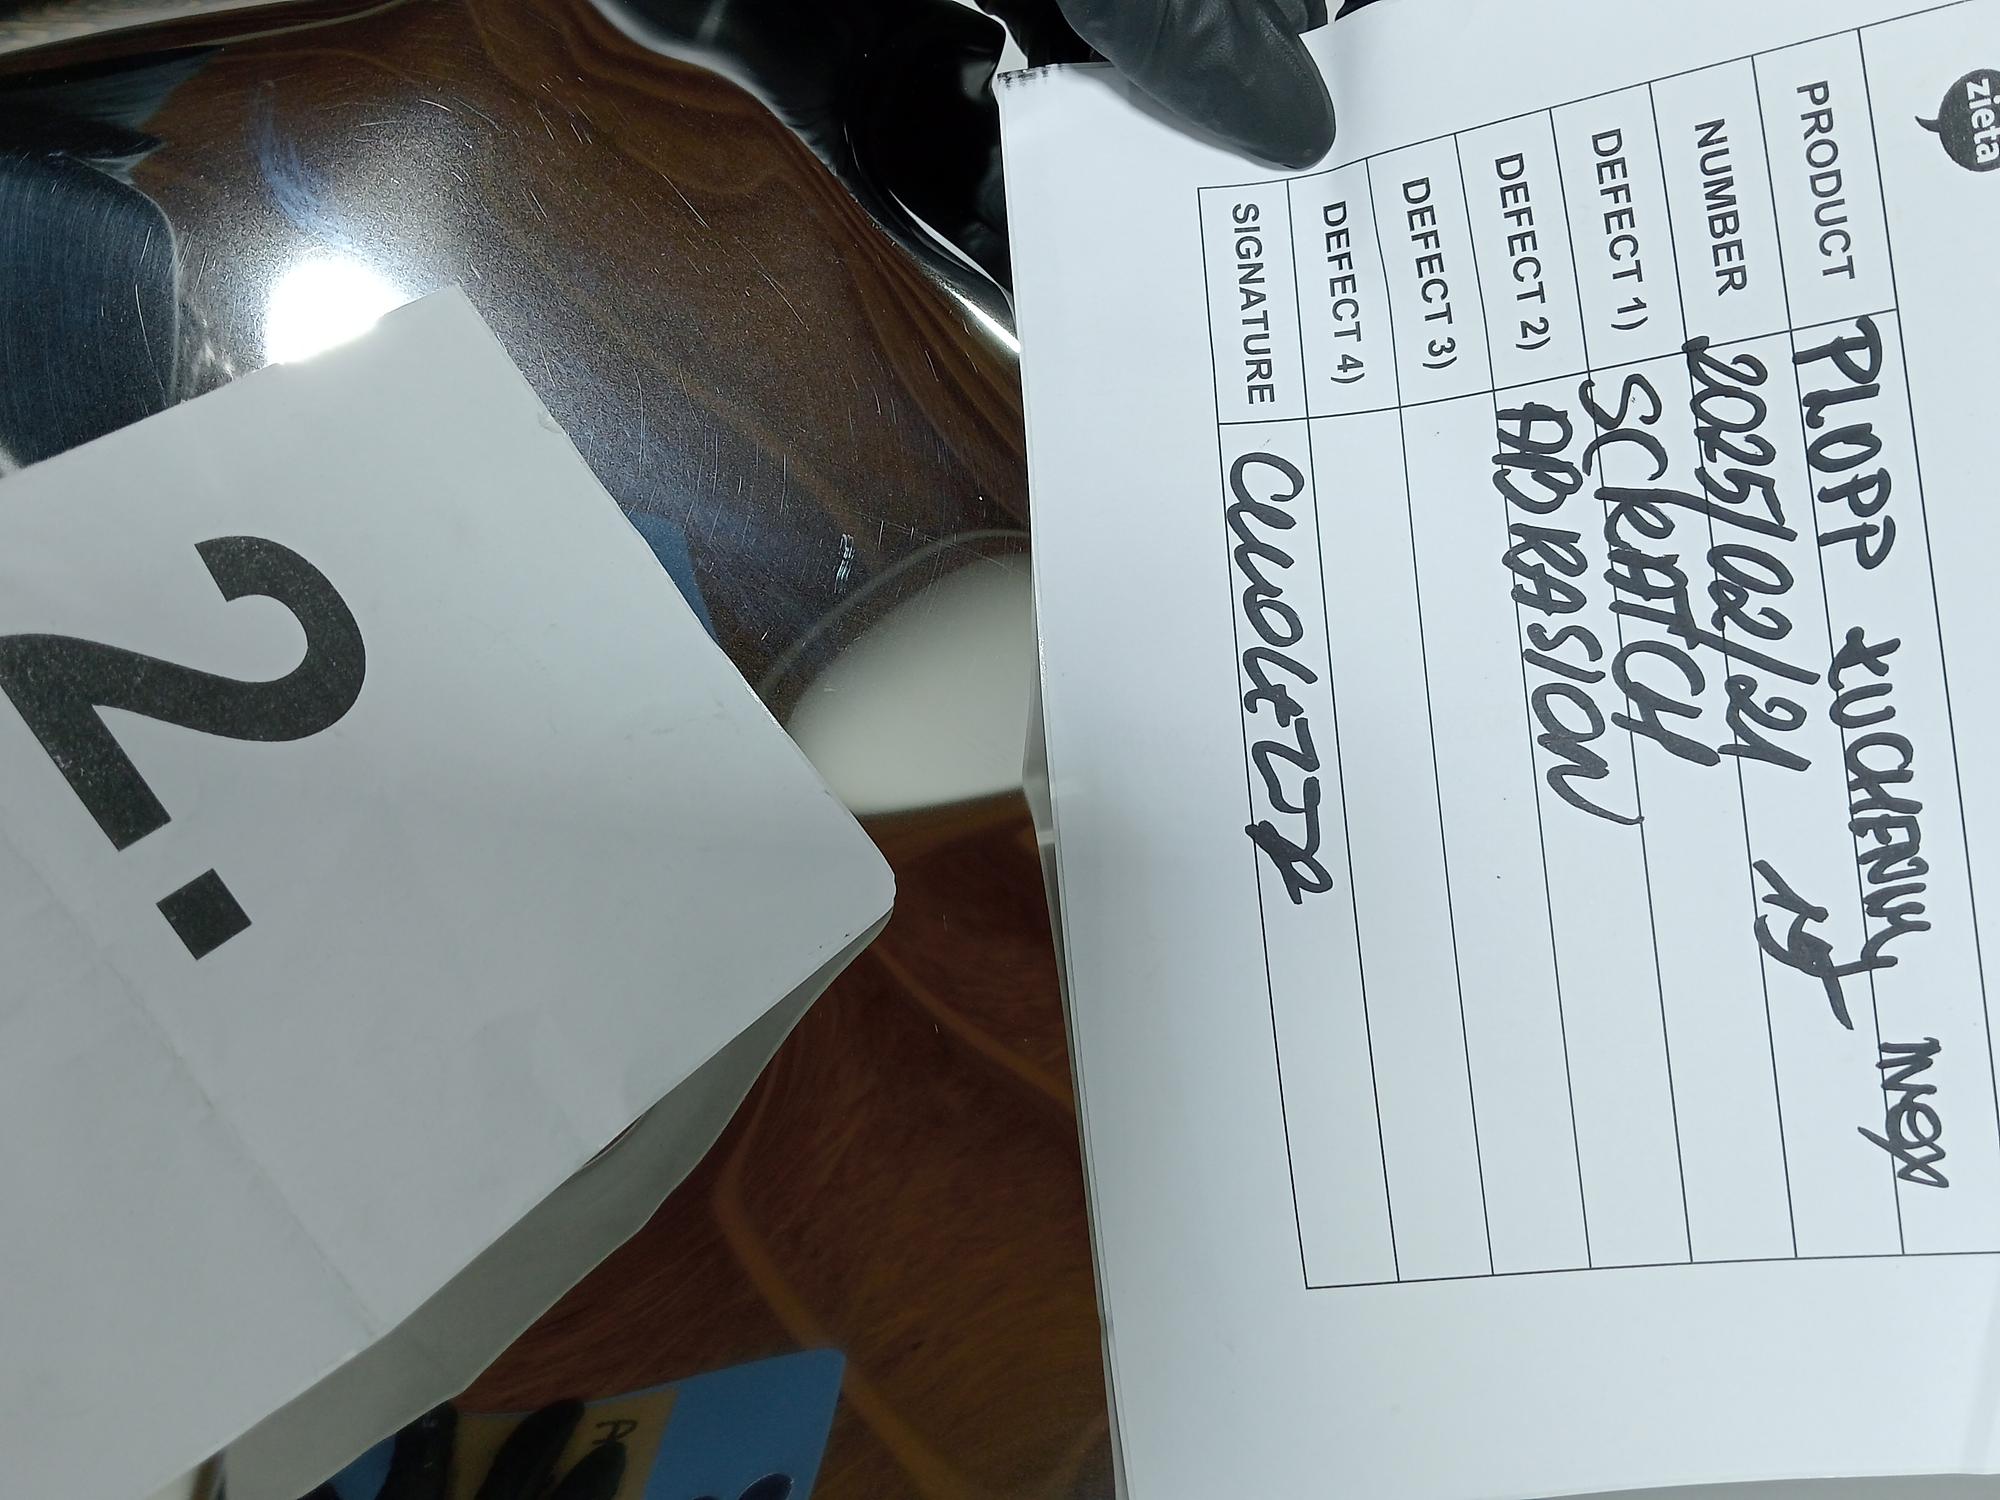 zieta
PRODUCT PLOPP KUCHENNY INOX
NUMBER 2025/02/21 15
DEFECT 1) SCRATCH
DEFECT 2) ABRASION
DEFECT 3)
DEFECT 4)
SIGNATURE
2.